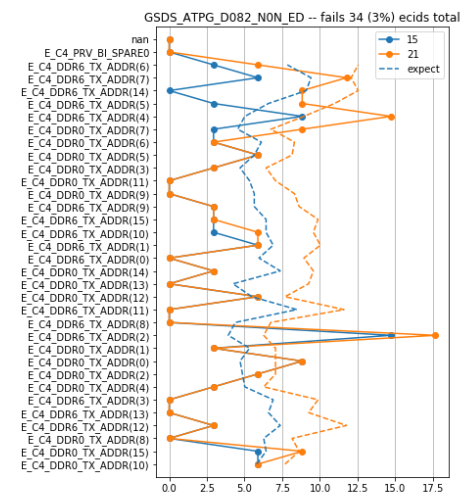 GSDS_ATPG_D082_N0N_ED -- fails 34 (3%) ecids total
15
21
expect
nan
E_C4_PRV_BI_SPARE0
E_C4_DDR6_TX_ADDR(6)
E_C4_DDR6_TX_ADDR(7)
E_C4_DDR6_TX_ADDR(14)
E_C4_DDR6_TX_ADDR(5)
E_C4_DDR6_TX_ADDR(4)
E_C4_DDR0_TX_ADDR(7)
E_C4_DDR0_TX_ADDR(6)
E_C4_DDR0_TX_ADDR(5)
E_C4_DDR0_TX_ADDR(3)
E_C4_DDR0_TX_ADDR(11)
E_C4_DDR0_TX_ADDR(9)
E_C4_DDR6_TX_ADDR(9)
E_C4_DDR6_TX_ADDR(15)
E_C4_DDR6_TX_ADDR(10)
E_C4_DDR6_TX_ADDR(1)
E_C4_DDR6_TX_ADDR(0)
E_C4_DDR0_TX_ADDR(14)
E_C4_DDR0_TX_ADDR(13)
E_C4_DDR0_TX_ADDR(12)
E_C4_DDR6_TX_ADDR(11)
E_C4_DDR6_TX_ADDR(8)
E_C4_DDR6_TX_ADDR(2)
E_C4_DDR0_TX_ADDR(1)
E_C4_DDR0_TX_ADDR(0)
E_C4_DDR0_TX_ADDR(2)
E_C4_DDR0_TX_ADDR(4)
E_C4_DDR6_TX_ADDR(3)
E_C4_DDR6_TX_ADDR(13)
E_C4_DDR6_TX_ADDR(12)
E_C4_DDR0_TX_ADDR(8)
E_C4_DDR0_TX_ADDR(15)
E_C4_DDR0_TX_ADDR(10)
0.0 2.5 5.0 7.5 10.0 12.5 15.0 17.5